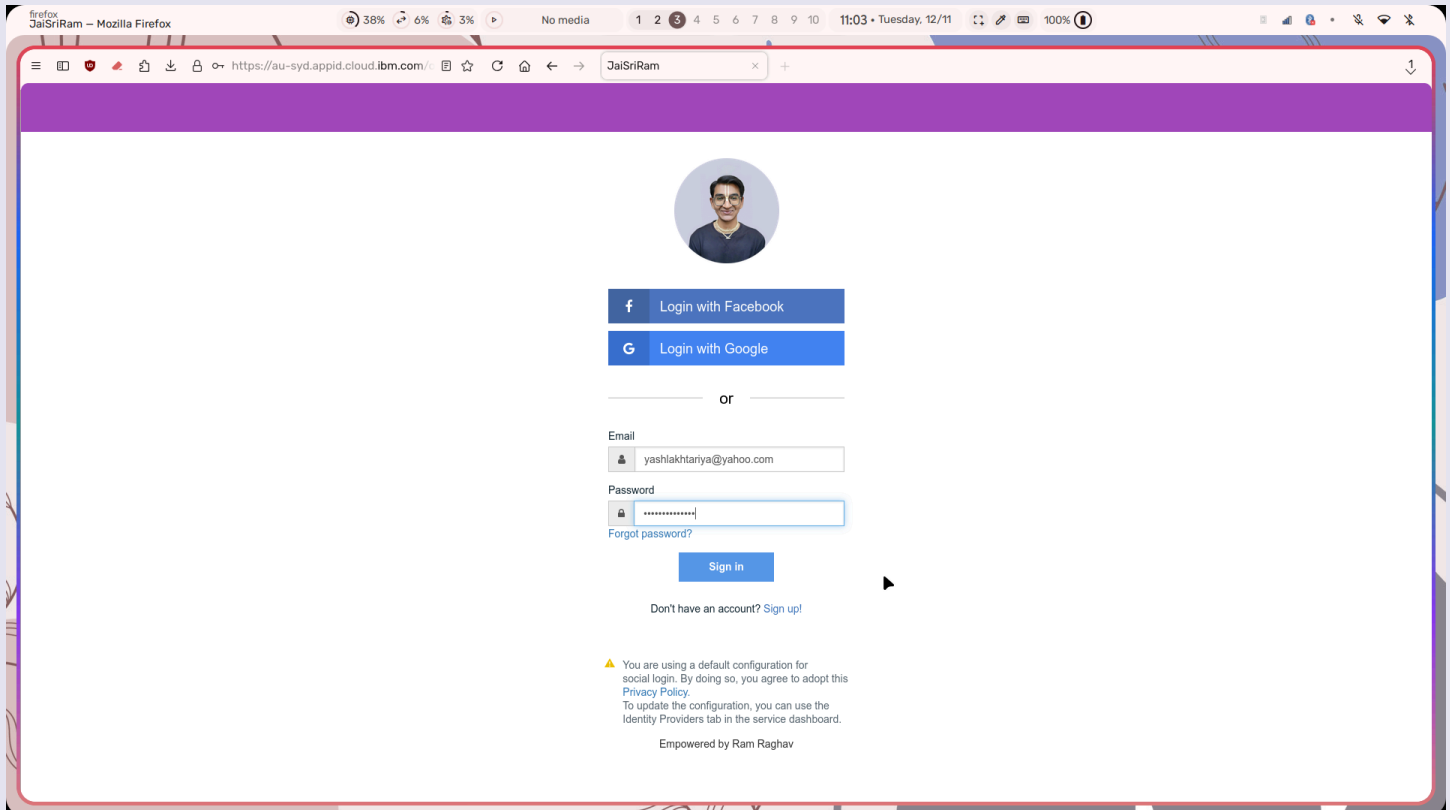 firefox
JaiSriRam — Mozilla Firefox
38% 6% 3% No media 1 2 3 4 5 6 7 8 9 10 11:03 • Tuesday, 12/11 100%
https://au-syd.appid.cloud.ibm.com/ JaiSriRam × + 1
Login with Facebook
G Login with Google
or
Email
yashlakhtariya@yahoo.com
Password
••••••••••••••
Forgot password?
Sign in
Don't have an account? Sign up!
You are using a default configuration for
social login. By doing so, you agree to adopt this
Privacy Policy.
To update the configuration, you can use the
Identity Providers tab in the service dashboard.
Empowered by Ram Raghav